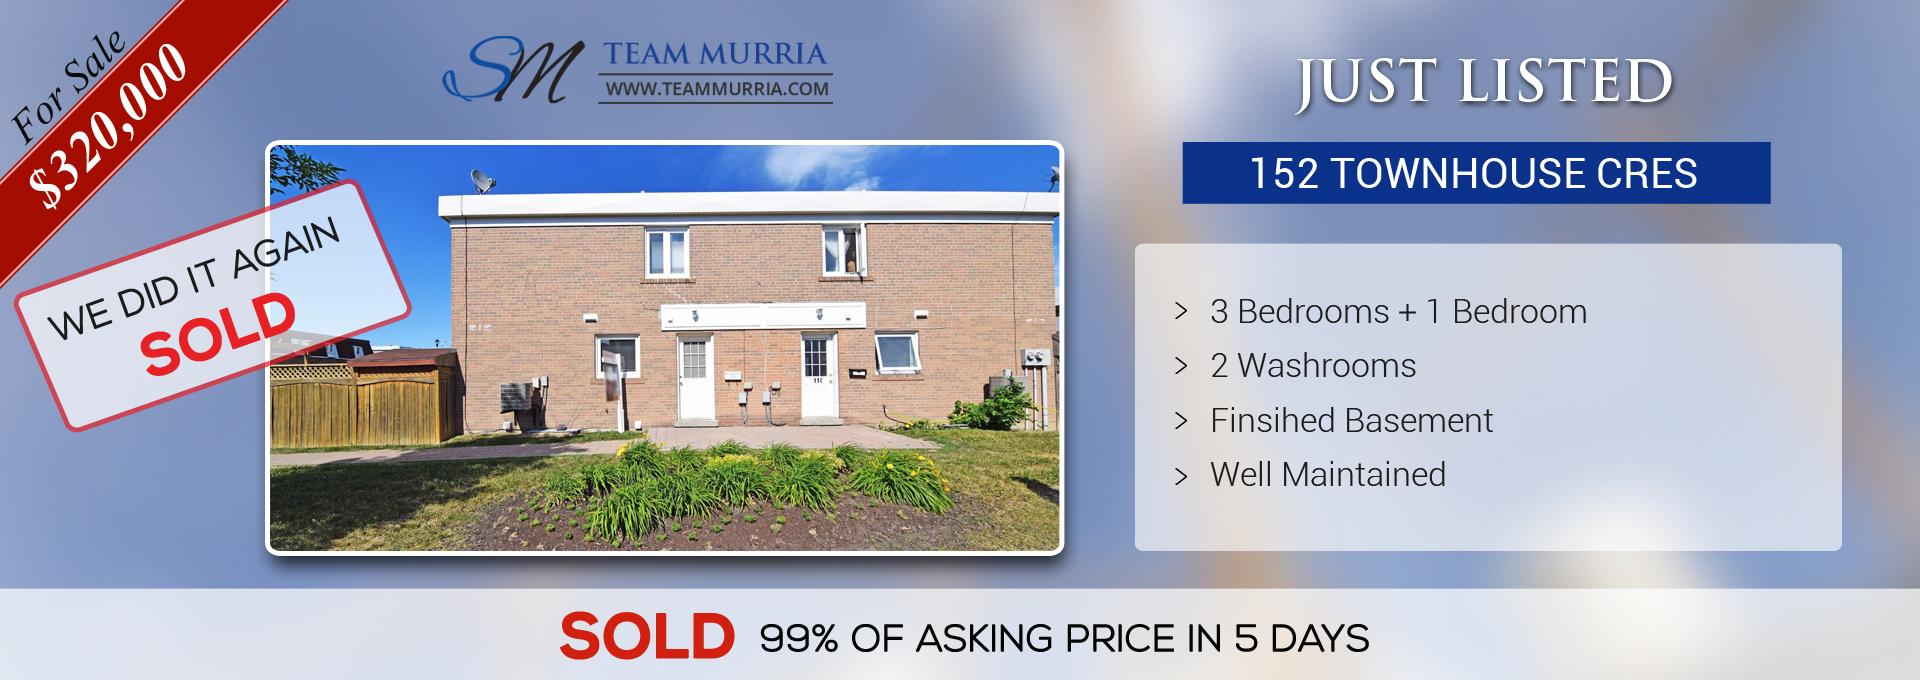 For Sale
$320,000
WE DID IT AGAIN
SOLD
SM TEAM MURRIA
WWW.TEAMMURRIA.COM
JUST LISTED
152 TOWNHOUSE CRES
> 3 Bedrooms + 1 Bedroom
> 2 Washrooms
> Finsihed Basement
> Well Maintained
SOLD 99% OF ASKING PRICE IN 5 DAYS